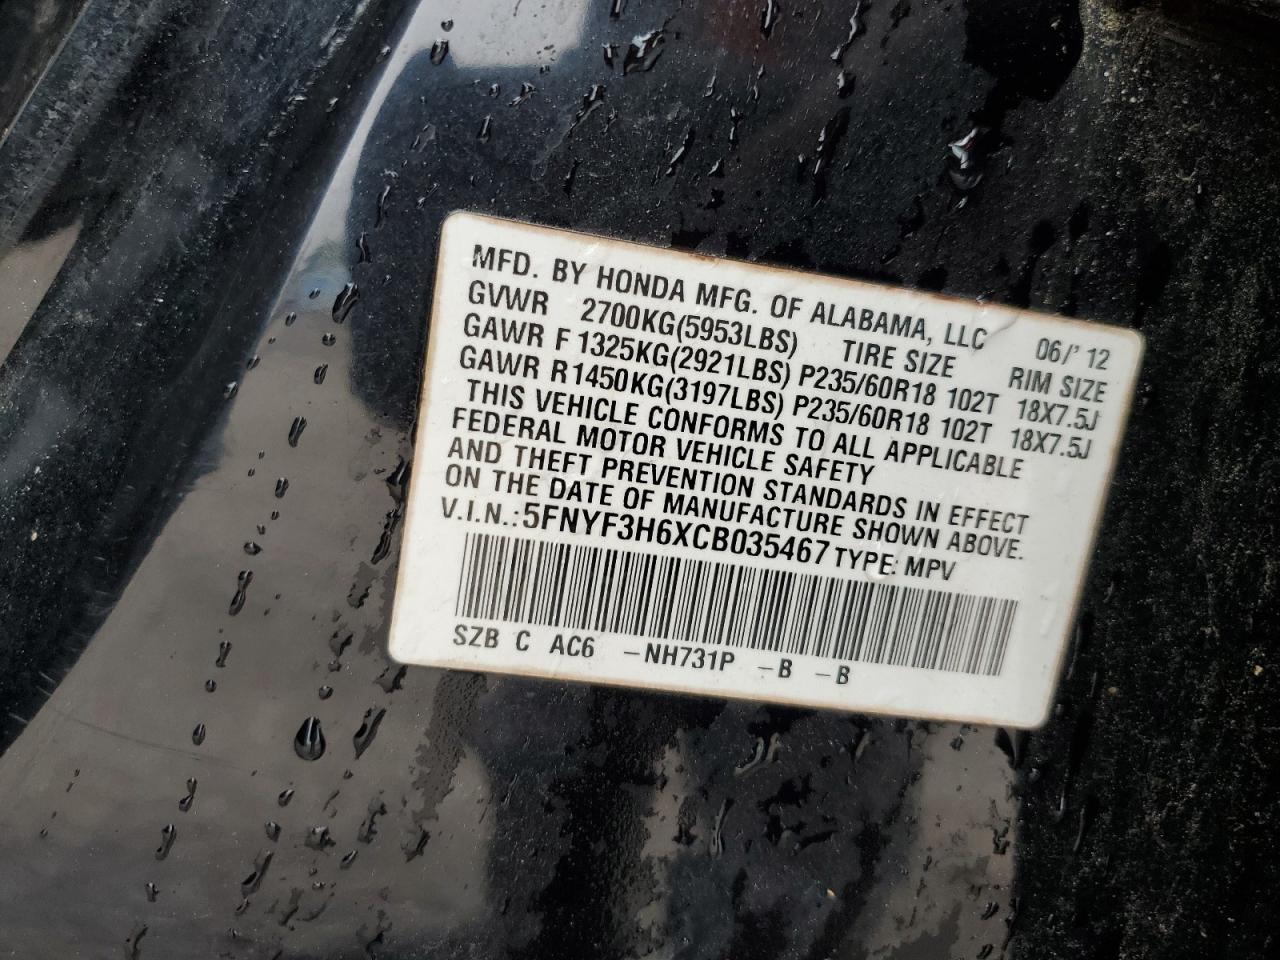 MFD. BY HONDA MFG. OF ALABAMA, LLC 06/' 12
GVWR 2700KG(5953LBS) TIRE SIZE RIM SIZE
GAWR F 1325KG(2921LBS) P235/60R18 102T 18X7.5J
GAWR R1450KG(3197LBS) P235/60R18 102T 18X7.5J
THIS VEHICLE CONFORMS TO ALL APPLICABLE
FEDERAL MOTOR VEHICLE SAFETY
AND THEFT PREVENTION STANDARDS IN EFFECT
ON THE DATE OF MANUFACTURE SHOWN ABOVE.
V.I.N.: 5FNYF3H6XCB035467 TYPE: MPV
SZB C AC6 -NH731P -B -B